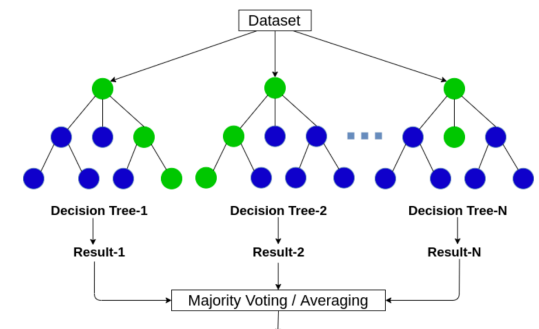 Dataset
Decision Tree-1
Decision Tree-2
Decision Tree-N
Result-1
Result-2
Result-N
Majority Voting / Averaging